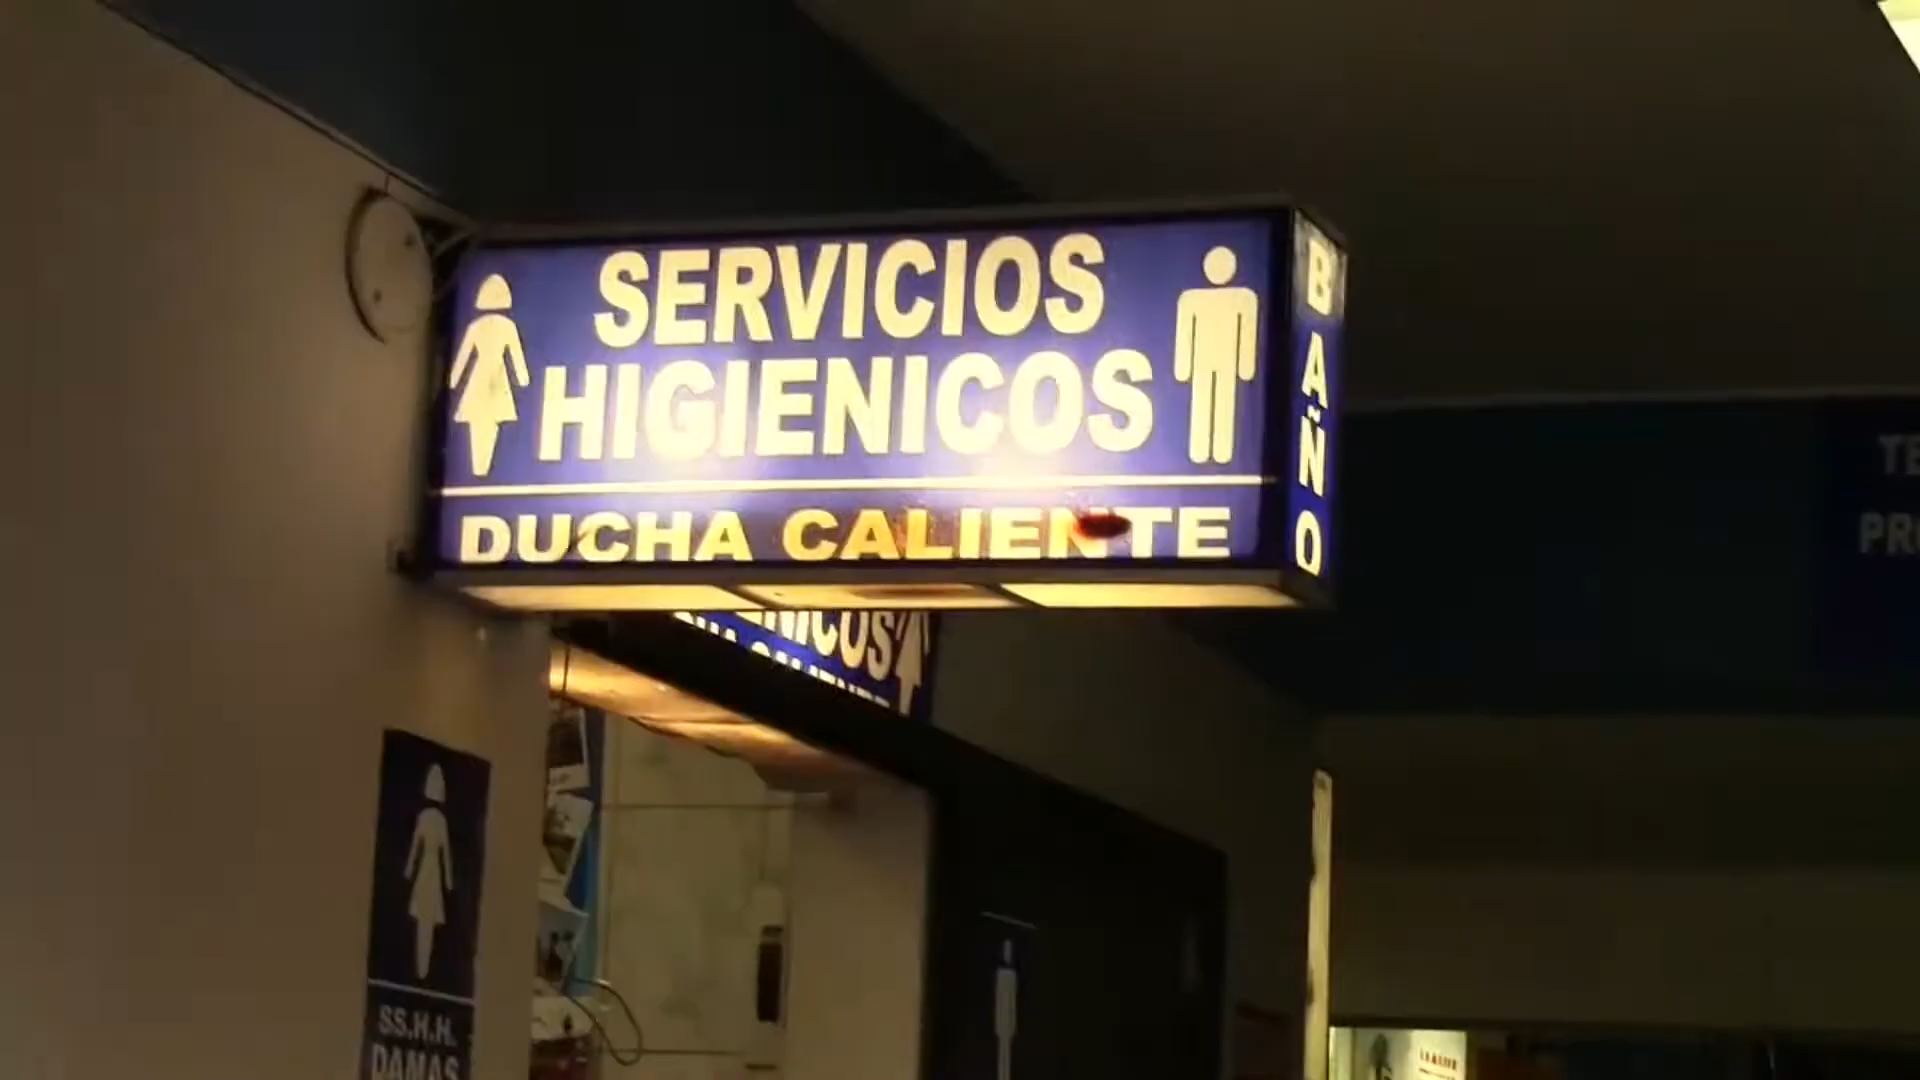 SERVICIOS
HIGIENICOS
DUCHA CALIENTE
BAÑO
SS.H.H.
DAMAS